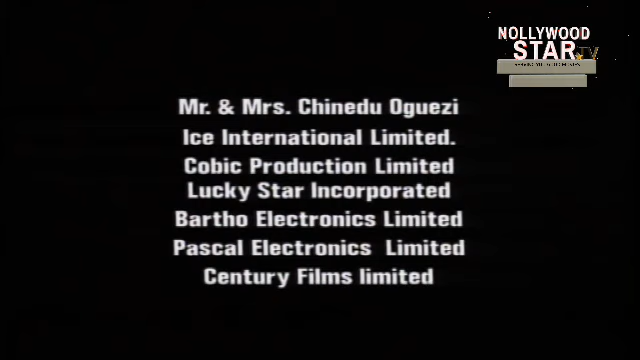 NOLLYWOOD
STAR TV
Mr. & Mrs. Chinedu Oguezi
Ice International Limited.
Cobic Production Limited
Lucky Star Incorporated
Bartho Electronics Limited
Pascal Electronics Limited
Century Films limited